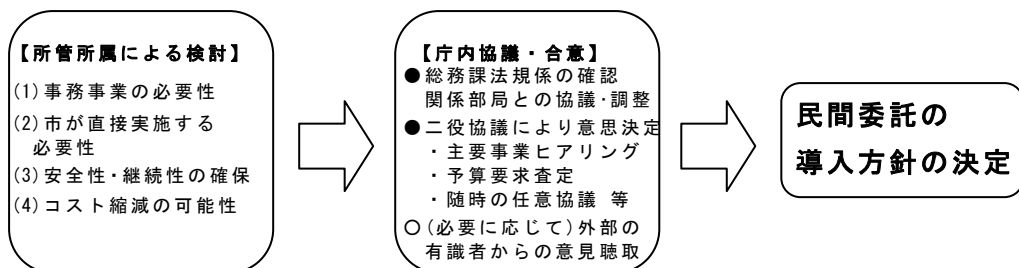 【所管所属による検討】
(1)事務事業の必要性
(2)市が直接実施する
必要性
(3)安全性・継続性の確保
(4)コスト縮減の可能性
【庁内協議・合意】
●総務課法規係の確認
関係部局との協議・調整
●二役協議により意思決定
・主要事業ヒアリング
・予算要求査定
・随時の任意協議 等
○(必要に応じて)外部の
有識者からの意見聴取
民間委託の
導入方針の決定